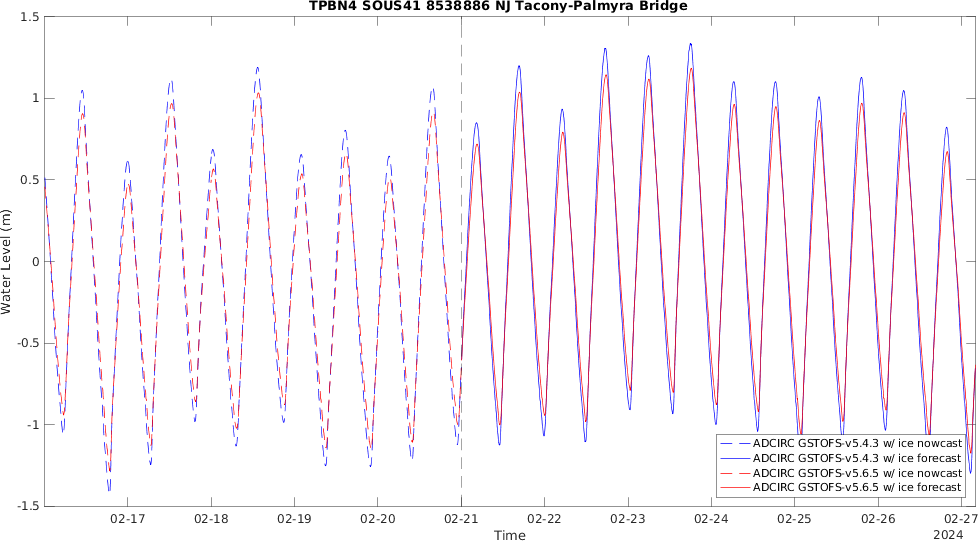 TPBN4 SOUS41 8538886 NJ Tacony-Palmyra Bridge
1.5
1
0.5
0
-0.5
-1
-1.5
Water Level (m)
02-17
02-18
02-19
02-20
02-21
02-22
02-23
02-24
02-25
02-26
02-27
Time
2024
ADCIRC GSTOFS-v5.4.3 w/ ice nowcast
ADCIRC GSTOFS-v5.4.3 w/ ice forecast
ADCIRC GSTOFS-v5.6.5 w/ ice nowcast
ADCIRC GSTOFS-v5.6.5 w/ ice forecast